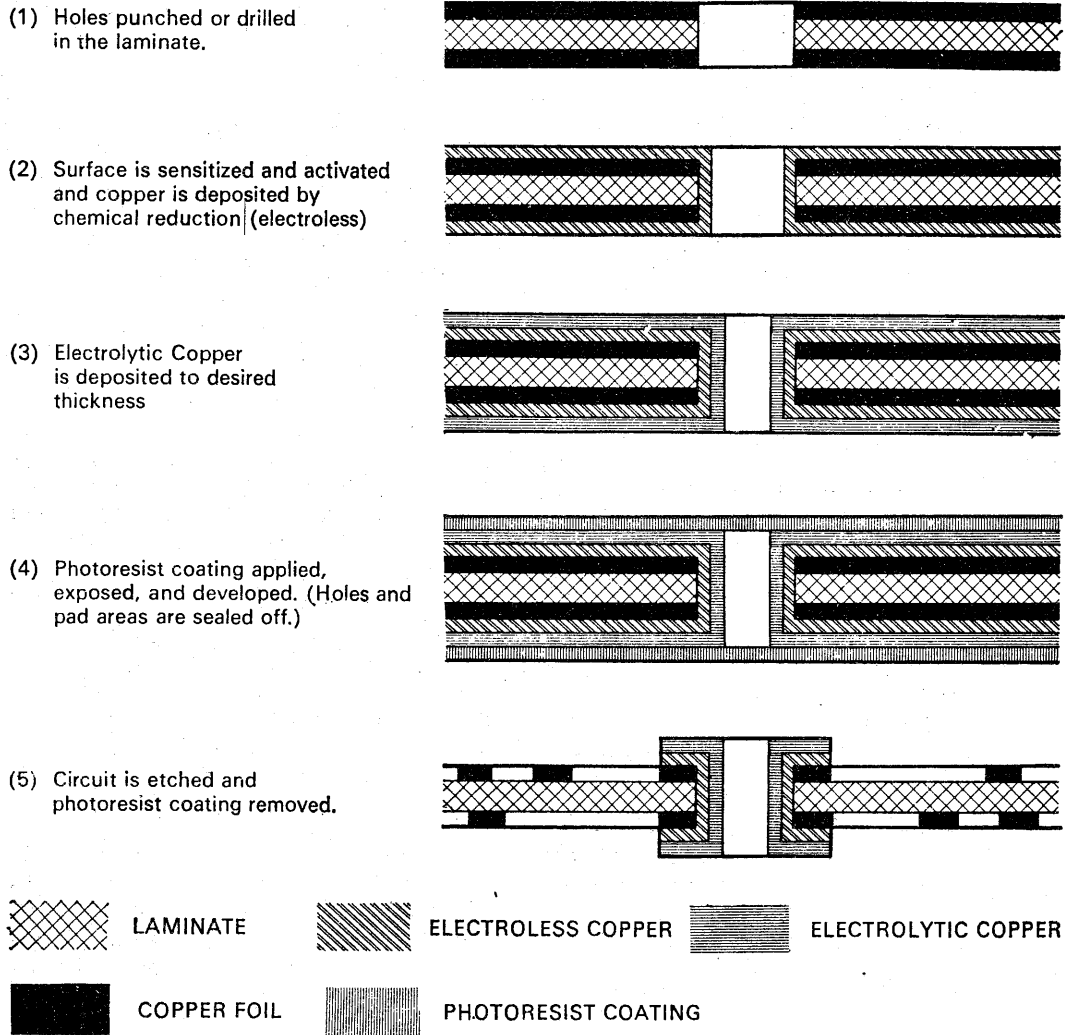 (1) Holes punched or drilled
in the laminate.
(2) Surface is sensitized and activated
and copper is deposited by
chemical reduction (electroless)
(3) Electrolytic Copper
is deposited to desired
thickness
(4) Photoresist coating applied,
exposed, and developed. (Holes and
pad areas are sealed off.)
(5) Circuit is etched and
photoresist coating removed.
LAMINATE
ELECTROLESS COPPER
ELECTROLYTIC COPPER
COPPER FOIL
PHOTORESIST COATING